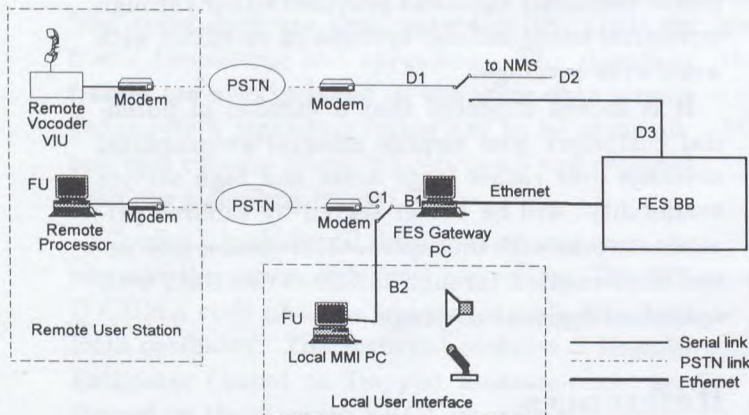 Remote
Vocoder
VIU
Modem
PSTN
Modem
D1
to NMS
D2
D3
FU
Remote
Processor
Modem
PSTN
Modem
C1
B1
FES Gateway
PC
Ethernet
FES BB
B2
FU
Local MMI PC
Remote User Station
Local User Interface
Serial link
PSTN link
Ethernet